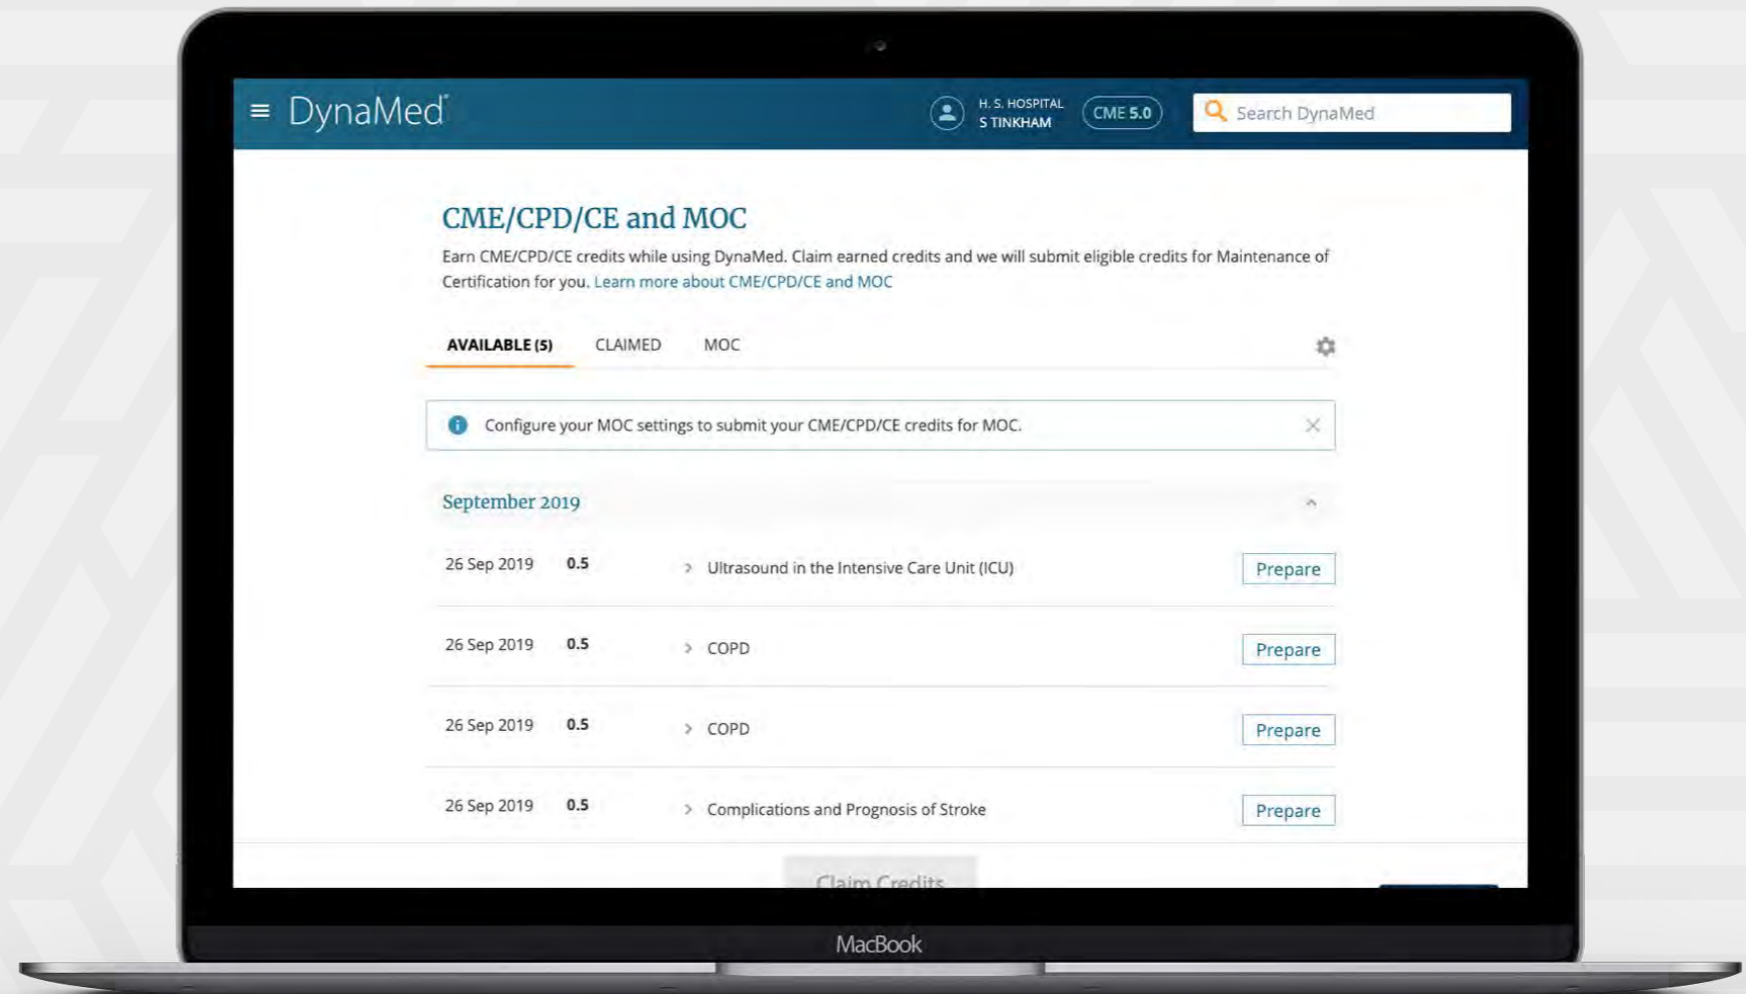 DynaMed
H. S. HOSPITAL
S TINKHAM
CME 5.0
Search DynaMed
CME/CPD/CE and MOC
Earn CME/CPD/CE credits while using DynaMed. Claim earned credits and we will submit eligible credits for Maintenance of
Certification for you. Learn more about CME/CPD/CE and MOC
AVAILABLE (5) CLAIMED MOC
Configure your MOC settings to submit your CME/CPD/CE credits for MOC.
September 2019
26 Sep 2019 0.5 Ultrasound in the Intensive Care Unit (ICU) Prepare
26 Sep 2019 0.5 COPD Prepare
26 Sep 2019 0.5 COPD Prepare
26 Sep 2019 0.5 Complications and Prognosis of Stroke Prepare
Claim Credits
MacBook